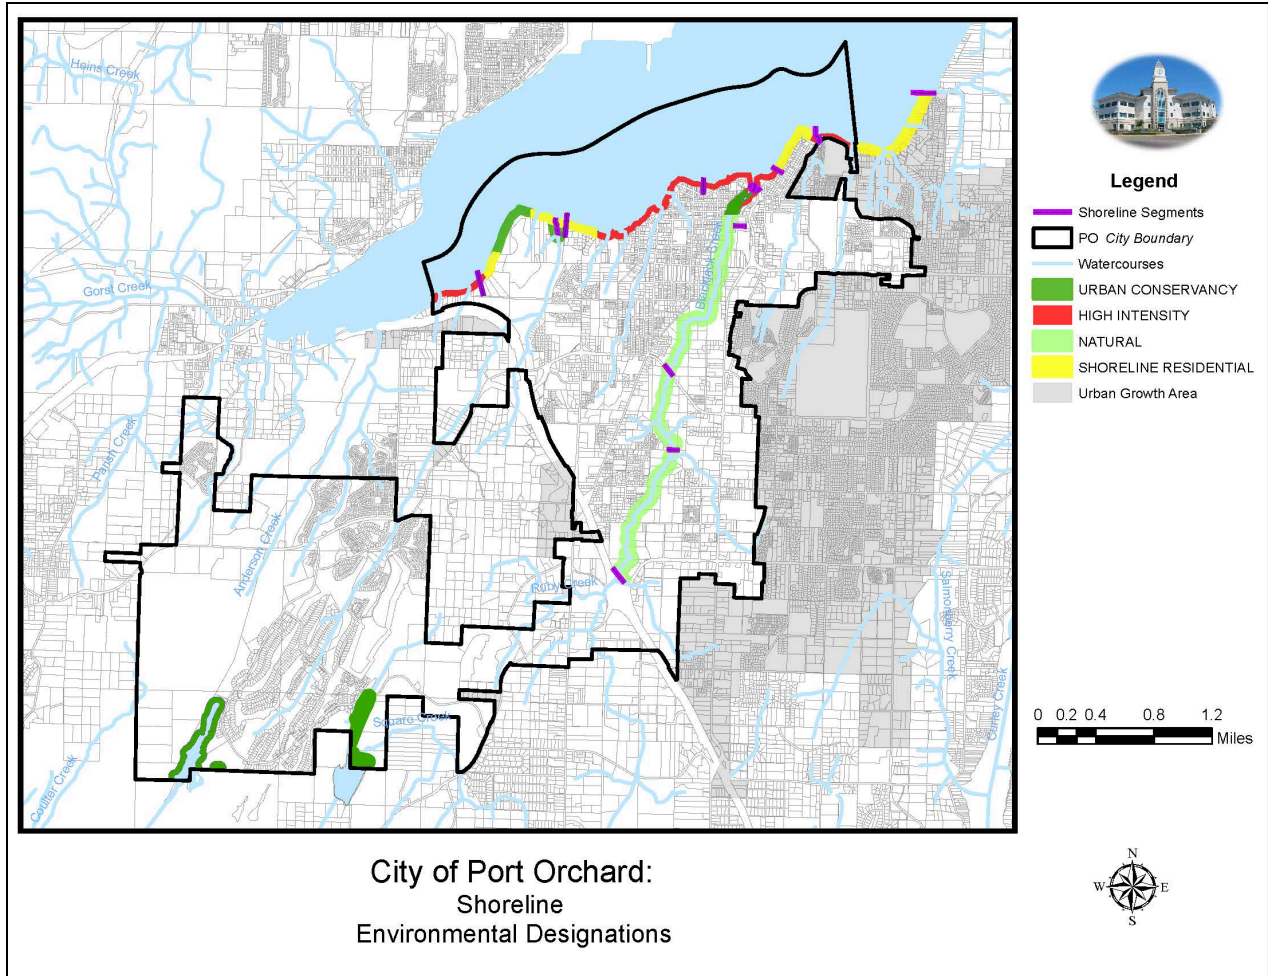 Heins Creek
Gorst Creek
Parish Creek
Anderson Creek
Ruby Creek
Square Creek
Coulter Creek
Salmonberry Creek
Curley Creek
Legend
Shoreline Segments
PO City Boundary
Watercourses
URBAN CONSERVANCY
HIGH INTENSITY
NATURAL
SHORELINE RESIDENTIAL
Urban Growth Area
0 0.2 0.4 0.8 1.2
Miles
City of Port Orchard:
Shoreline
Environmental Designations
N
W E
S